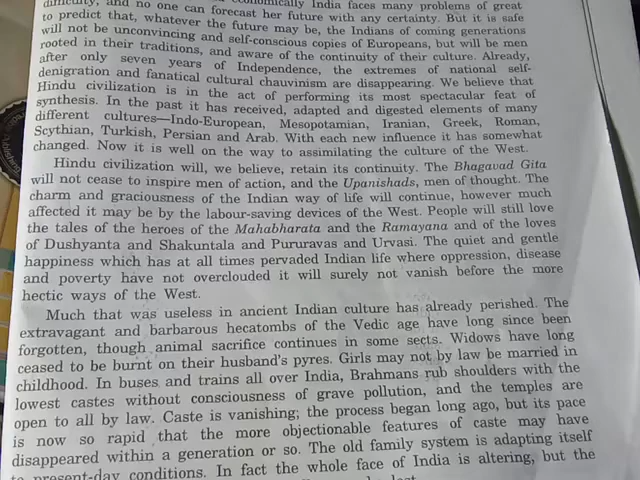 difficulty, and no one can forecast her future with any certainty. But it is safe
to predict that, whatever the future may be, the Indians of coming generations
will not be unconvincing and self-conscious copies of Europeans, but will be men
rooted in their traditions, and aware of the continuity of their culture. Already,
after only seven years of Independence, the extremes of national self-
denigration and fanatical cultural chauvinism are disappearing. We believe that
Hindu civilization is in the act of performing its most spectacular feat of
synthesis. In the past it has received, adapted and digested elements of many
different cultures—Indo-European, Mesopotamian, Iranian, Greek, Roman,
Scythian, Turkish, Persian and Arab. With each new influence it has somewhat
changed. Now it is well on the way to assimilating the culture of the West.
Hindu civilization will, we believe, retain its continuity. The Bhagavad Gita
will not cease to inspire men of action, and the Upanishads, men of thought. The
charm and graciousness of the Indian way of life will continue, however much
affected it may be by the labour-saving devices of the West. People will still love
the tales of the heroes of the Mahabharata and the Ramayana and of the loves
of Dushyanta and Shakuntala and Pururavas and Urvasi. The quiet and gentle
happiness which has at all times pervaded Indian life where oppression, disease
and poverty have not overclouded it will surely not vanish before the more
hectic ways of the West.
Much that was useless in ancient Indian culture has already perished. The
extravagant and barbarous hecatombs of the Vedic age have long since been
forgotten, though animal sacrifice continues in some sects. Widows have long
ceased to be burnt on their husband's pyres. Girls may not by law be married in
childhood. In buses and trains all over India, Brahmans rub shoulders with the
lowest castes without consciousness of grave pollution, and the temples are
open to all by law. Caste is vanishing; the process began long ago, but its pace
is now so rapid that the more objectionable features of caste may have
disappeared within a generation or so. The old family system is adapting itself
to present-day conditions. In fact the whole face of India is altering, but the